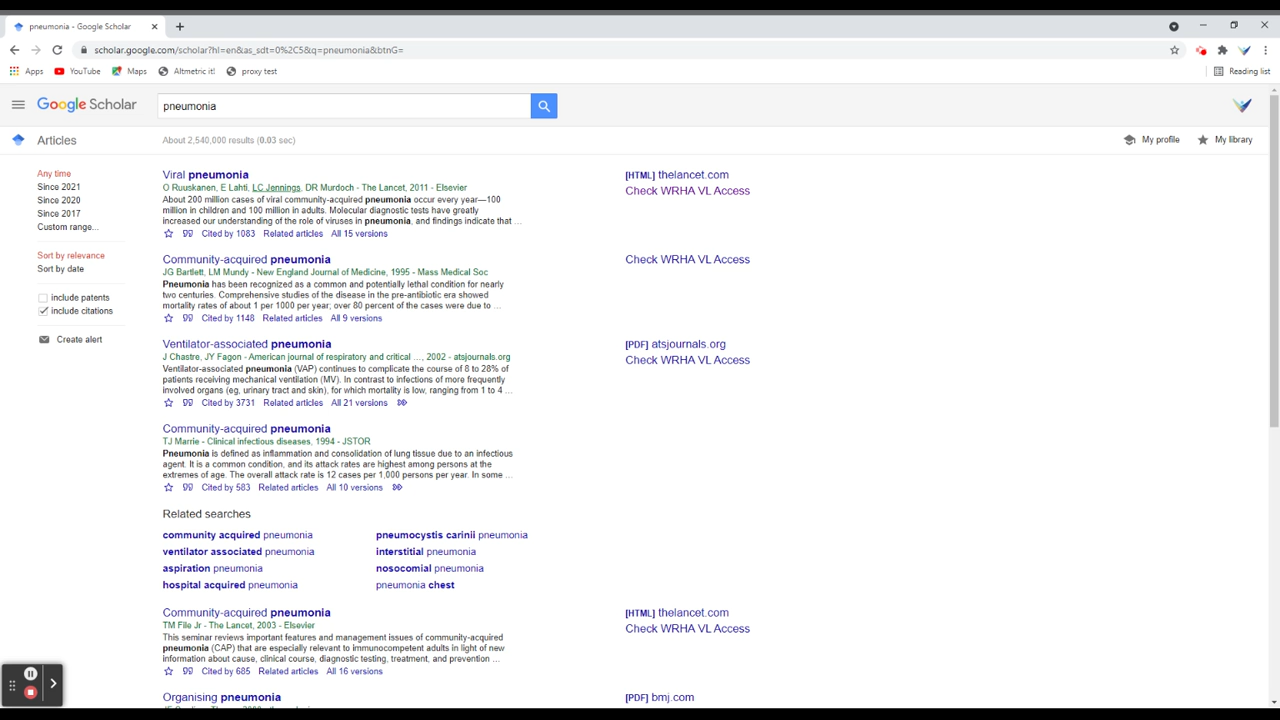 pneumonia - Google Scholar
scholar.google.com/scholar?hl=en&as_sdt=0%2C5&q=pneumonia&btnG=
Apps YouTube Maps Altmetric it! proxy test Reading list
Google Scholar pneumonia
Articles About 2,540,000 results (0.03 sec) My profile My library
Any time
Since 2021
Since 2020
Since 2017
Custom range...
Sort by relevance
Sort by date
include patents
include citations
Create alert
Viral pneumonia
O Ruuskanen, E Lahti, LC Jennings, DR Murdoch - The Lancet, 2011 - Elsevier
About 200 million cases of viral community-acquired pneumonia occur every year—100
million in children and 100 million in adults. Molecular diagnostic tests have greatly
increased our understanding of the role of viruses in pneumonia, and findings indicate that ...
Cited by 1083 Related articles All 15 versions
[HTML] thelancet.com
Check WRHA VL Access
Community-acquired pneumonia
JG Bartlett, LM Mundy - New England Journal of Medicine, 1995 - Mass Medical Soc
Pneumonia has been recognized as a common and potentially lethal condition for nearly
two centuries. Comprehensive studies of the disease in the pre-antibiotic era showed
mortality rates of about 1 per 1000 per year; over 80 percent of the cases were due to ...
Cited by 1148 Related articles All 9 versions
Check WRHA VL Access
Ventilator-associated pneumonia
J Chastre, JY Fagon - American journal of respiratory and critical ..., 2002 - atsjournals.org
Ventilator-associated pneumonia (VAP) continues to complicate the course of 8 to 28% of
patients receiving mechanical ventilation (MV). In contrast to infections of more frequently
involved organs (eg, urinary tract and skin), for which mortality is low, ranging from 1 to 4 ...
Cited by 3731 Related articles All 21 versions
[PDF] atsjournals.org
Check WRHA VL Access
Community-acquired pneumonia
TJ Marrie - Clinical infectious diseases, 1994 - JSTOR
Pneumonia is defined as inflammation and consolidation of lung tissue due to an infectious
agent. It is a common condition, and its attack rates are highest among persons at the
extremes of age. The overall attack rate is 12 cases per 1,000 persons per year. In some ...
Cited by 583 Related articles All 10 versions
Related searches
community acquired pneumonia
ventilator associated pneumonia
aspiration pneumonia
hospital acquired pneumonia
pneumocystis carinii pneumonia
interstitial pneumonia
nosocomial pneumonia
pneumonia chest
Community-acquired pneumonia
TM File Jr - The Lancet, 2003 - Elsevier
This seminar reviews important features and management issues of community-acquired
pneumonia (CAP) that are especially relevant to immunocompetent adults in light of new
information about cause, clinical course, diagnostic testing, treatment, and prevention ...
Cited by 685 Related articles All 16 versions
[HTML] thelancet.com
Check WRHA VL Access
Organising pneumonia
[PDF] bmj.com